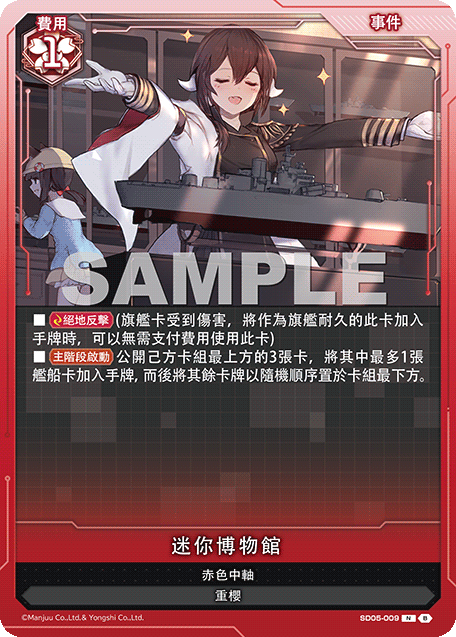 費用
事件
1
SAMPLE
■ 絕地反擊 (旗艦卡受到傷害，將作為旗艦耐久的此卡加入
手牌時，可以無需支付費用使用此卡)
■ 主階段啟動 公開己方卡組最上方的3張卡，將其中最多1張
艦船卡加入手牌，而後將其餘卡牌以隨機順序置於卡組最下方。
迷你博物館
赤色中軸
重櫻
©Manjuu Co.,Ltd.& Yongshi Co.,Ltd.
SD05-009 N B